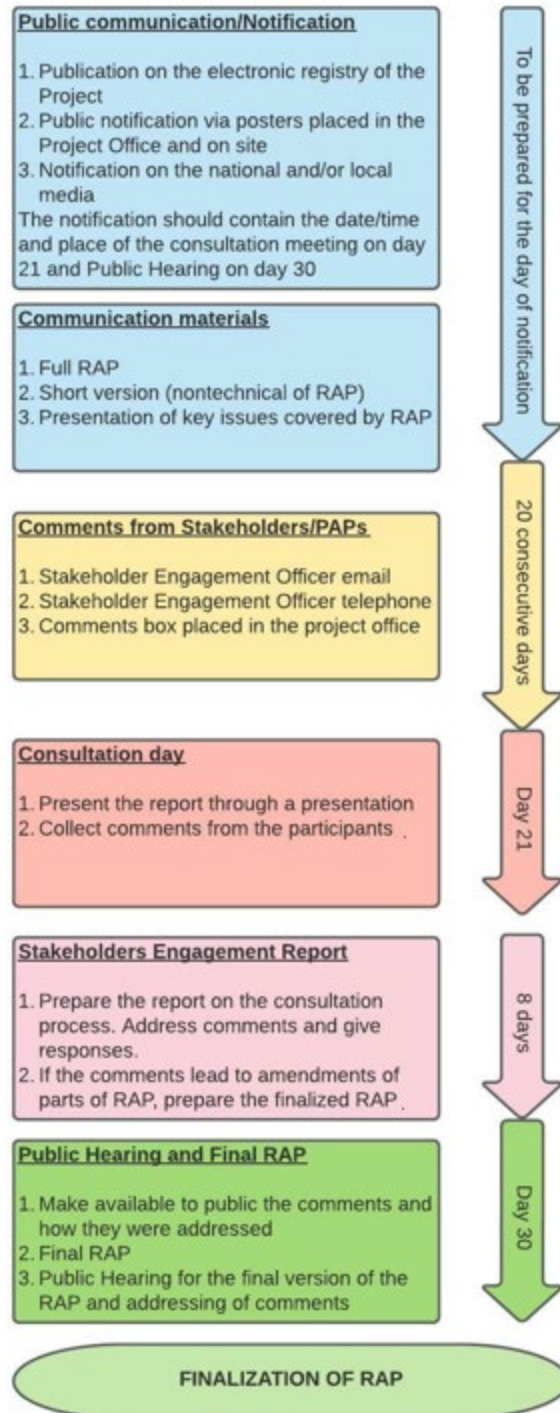 Public communication/Notification
1. Publication on the electronic registry of the
Project
2. Public notification via posters placed in the
Project Office and on site
3. Notification on the national and/or local
media
The notification should contain the date/time
and place of the consultation meeting on day
21 and Public Hearing on day 30
To be prepared for the day of notification
Communication materials
1. Full RAP
2. Short version (nontechnical of RAP)
3. Presentation of key issues covered by RAP
Comments from Stakeholders/PAPs
1. Stakeholder Engagement Officer email
2. Stakeholder Engagement Officer telephone
3. Comments box placed in the project office
20 consecutive days
Consultation day
1. Present the report through a presentation
2. Collect comments from the participants .
Day 21
Stakeholders Engagement Report
1. Prepare the report on the consultation
process. Address comments and give
responses.
2. If the comments lead to amendments of
parts of RAP, prepare the finalized RAP .
8 days
Public Hearing and Final RAP
1. Make available to public the comments and
how they were addressed
2. Final RAP
3. Public Hearing for the final version of the
RAP and addressing of comments
Day 30
FINALIZATION OF RAP